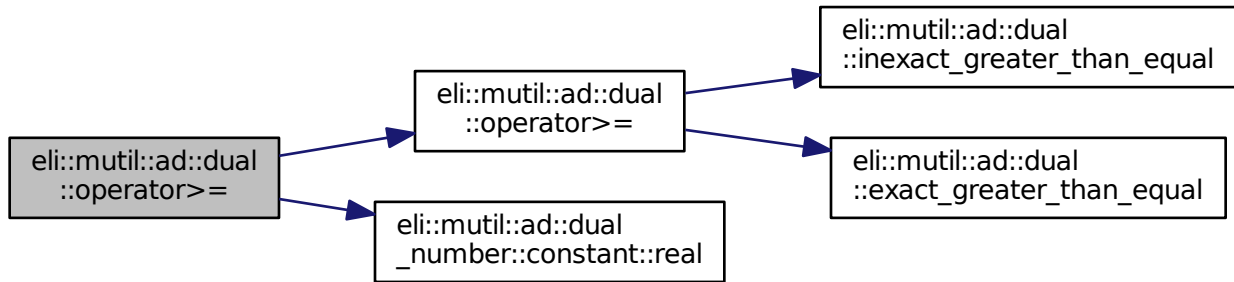 eli::mutil::ad::dual
::operator>=
eli::mutil::ad::dual
::operator>=
eli::mutil::ad::dual
_number::constant::real
eli::mutil::ad::dual
::inexact_greater_than_equal
eli::mutil::ad::dual
::exact_greater_than_equal